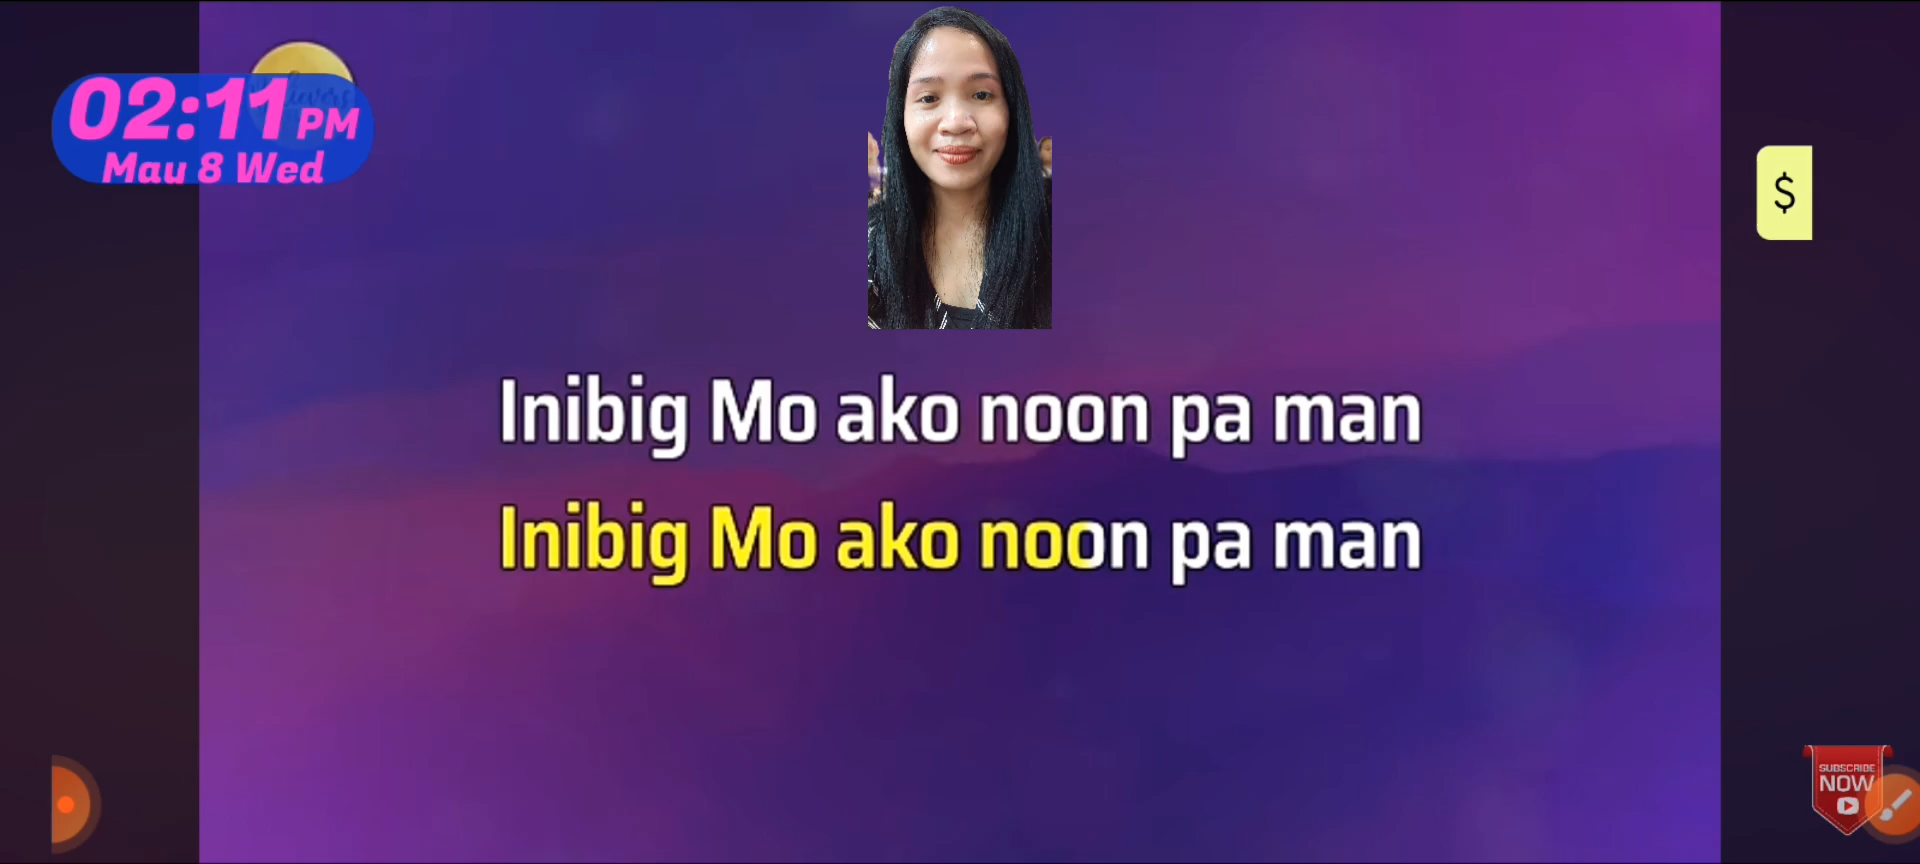 02:11 PM
May 8 Wed
$
Inibig Mo ako noon pa man
Inibig Mo ako noon pa man
SUBSCRIBE
NOW